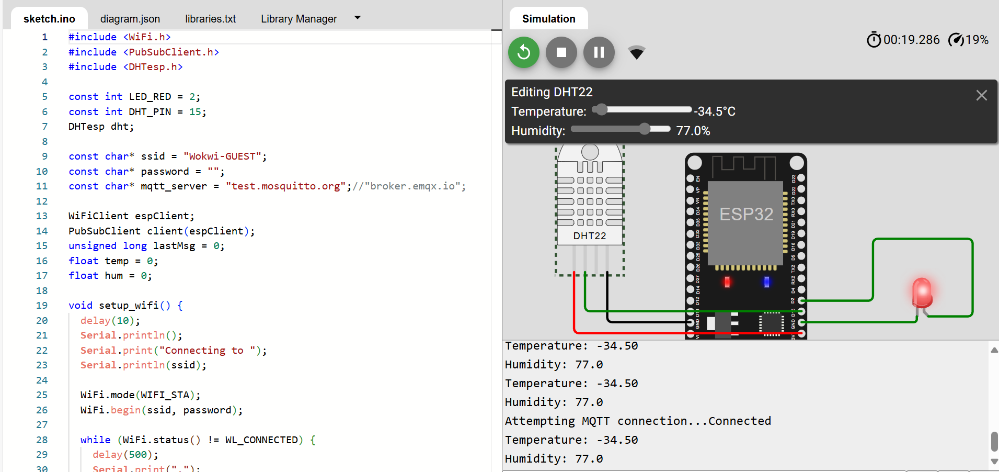 sketch.ino diagram.json libraries.txt Library Manager
1 #include <WiFi.h>
2 #include <PubSubClient.h>
3 #include <DHTesp.h>
4
5 const int LED_RED = 2;
6 const int DHT_PIN = 15;
7 DHTesp dht;
8
9 const char* ssid = "Wokwi-GUEST";
10 const char* password = "";
11 const char* mqtt_server = "test.mosquitto.org";//"broker.emqx.io";
12
13 WiFiClient espClient;
14 PubSubClient client(espClient);
15 unsigned long lastMsg = 0;
16 float temp = 0;
17 float hum = 0;
18
19 void setup_wifi() {
20 delay(10);
21 Serial.println();
22 Serial.print("Connecting to ");
23 Serial.println(ssid);
24
25 WiFi.mode(WIFI_STA);
26 WiFi.begin(ssid, password);
27
28 while (WiFi.status() != WL_CONNECTED) {
29 delay(500);
30 Serial.print(".");
Simulation
00:19.286 19%
Editing DHT22
Temperature: -34.5°C
Humidity: 77.0%
DHT22
ESP32
EN
VP
VN
D34
D35
D32
D33
D25
D26
D27
D14
D12
D13
GND
D23
D22
TX0
RX0
D21
D19
D18
D5
TX2
RX2
D4
D2
D15
GND
Temperature: -34.50
Humidity: 77.0
Temperature: -34.50
Humidity: 77.0
Attempting MQTT connection...Connected
Temperature: -34.50
Humidity: 77.0